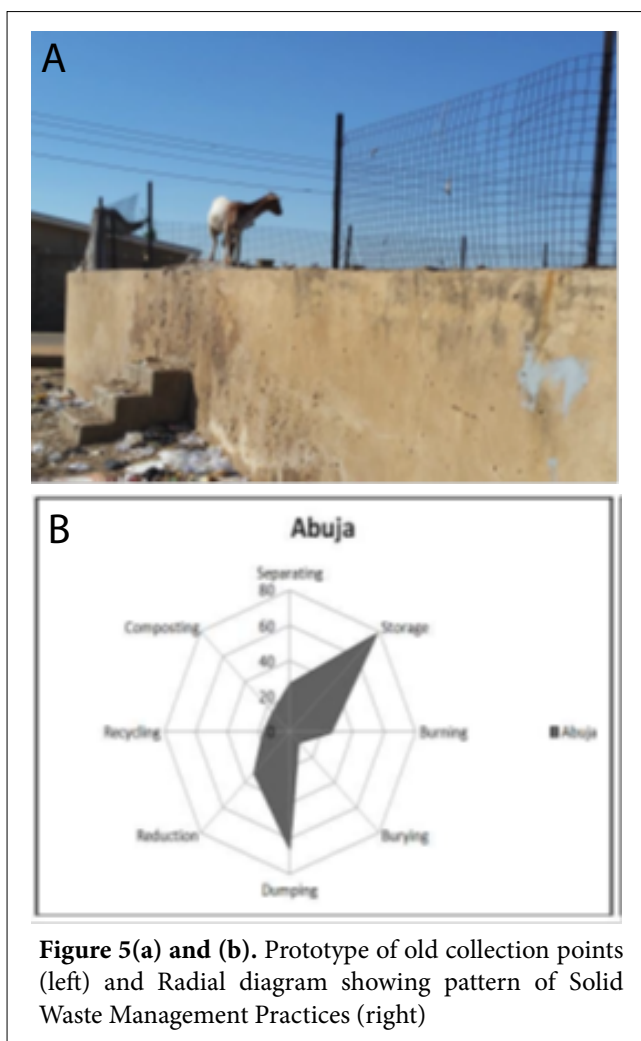 A
B
Abuja
Separating
80
Composting
Storage
60
40
20
Recycling
0
Burning
Abuja
Reduction
Burying
Dumping
Figure 5(a) and (b). Prototype of old collection points
(left) and Radial diagram showing pattern of Solid
Waste Management Practices (right)